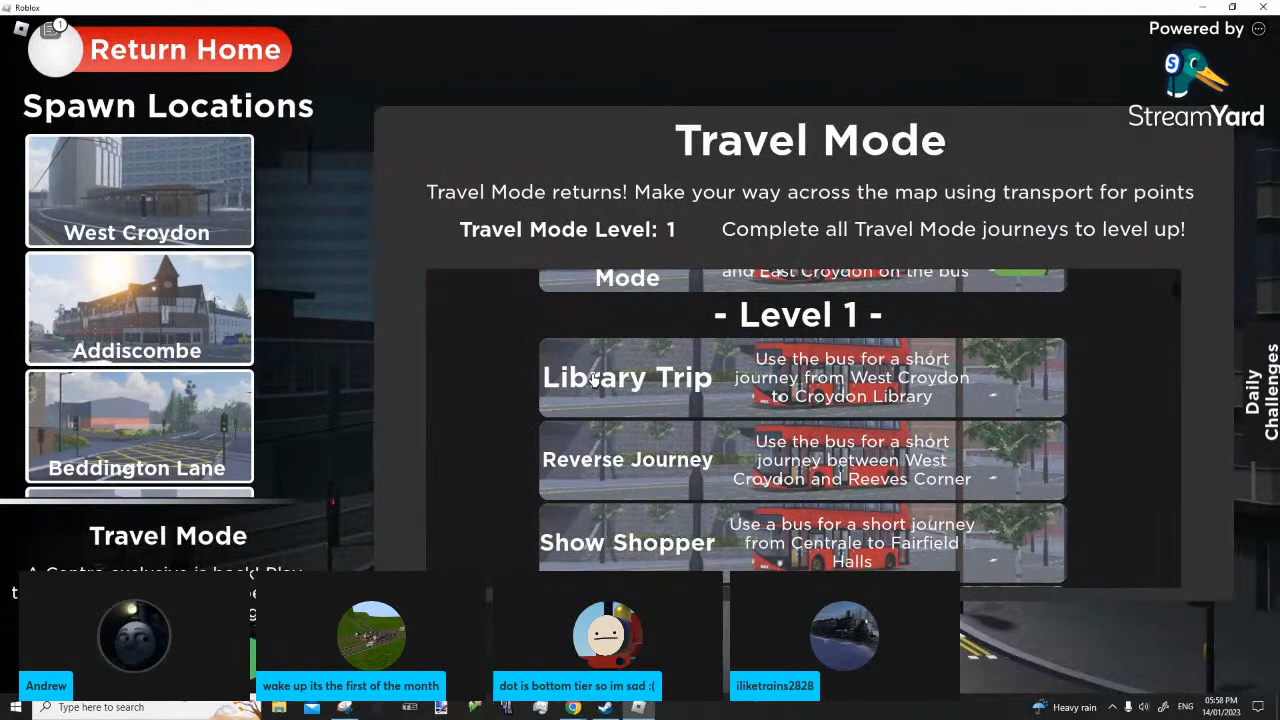 Roblox
1
Return Home
Powered by
StreamYard
Spawn Locations
West Croydon
Addiscombe
Beddington Lane
Travel Mode
Travel Mode returns! Make your way across the map using transport for points
Travel Mode Level: 1
Complete all Travel Mode journeys to level up!
Mode
and East Croydon on the bus
- Level 1 -
Library Trip
Use the bus for a short
journey from West Croydon
to Croydon Library
Reverse Journey
Use the bus for a short
journey between West
Croydon and Reeves Corner
Show Shopper
Use a bus for a short journey
from Centrale to Fairfield
Halls
Daily
Challenges
Travel Mode
A Centro exclusive is back! Play
Andrew
wake up its the first of the month
dot is bottom tier so im sad :(
iliketrains2828
Type here to search
Heavy rain
ENG
05:58 PM
14/01/2023